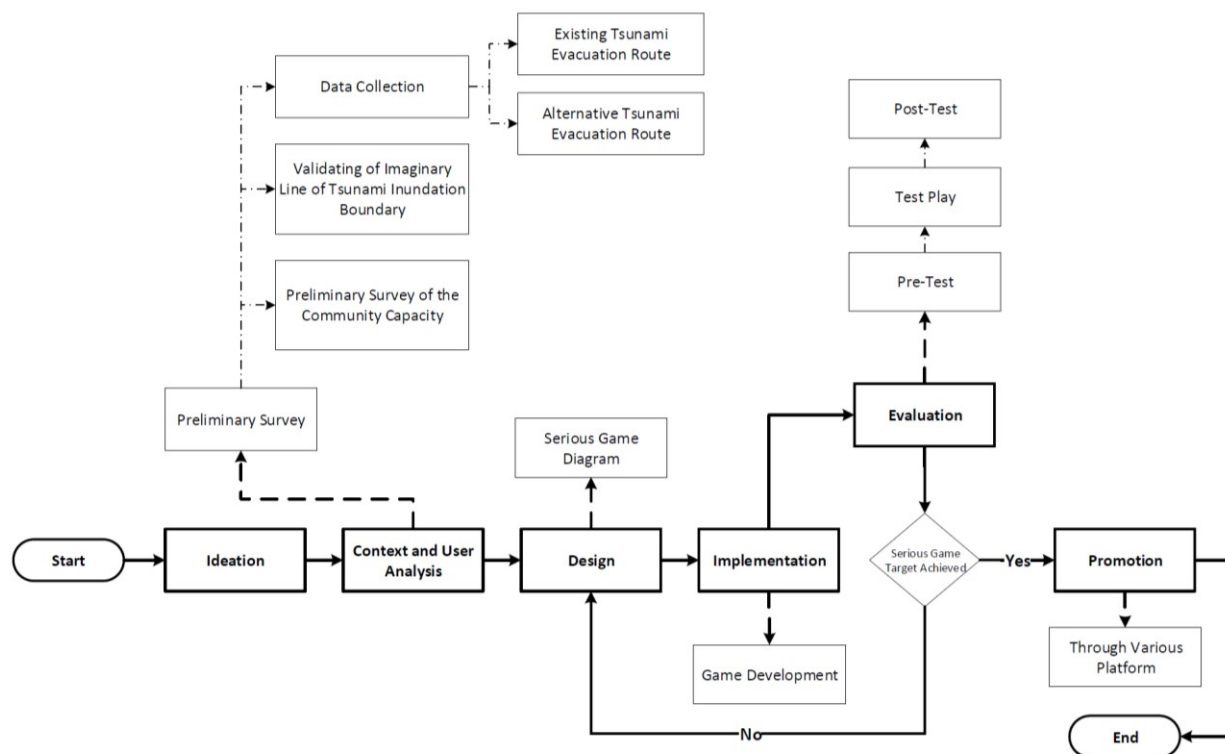 Existing Tsunami
Evacuation Route
Data Collection
Alternative Tsunami
Evacuation Route
Validating of Imaginary
Line of Tsunami Inundation
Boundary
Preliminary Survey of the
Community Capacity
Preliminary Survey
Post-Test
Test Play
Pre-Test
Evaluation
Serious Game
Diagram
Start
Ideation
Context and User
Analysis
Design
Implementation
Serious Game
Target Achieved
Yes
Promotion
Game Development
Through Various
Platform
No
End